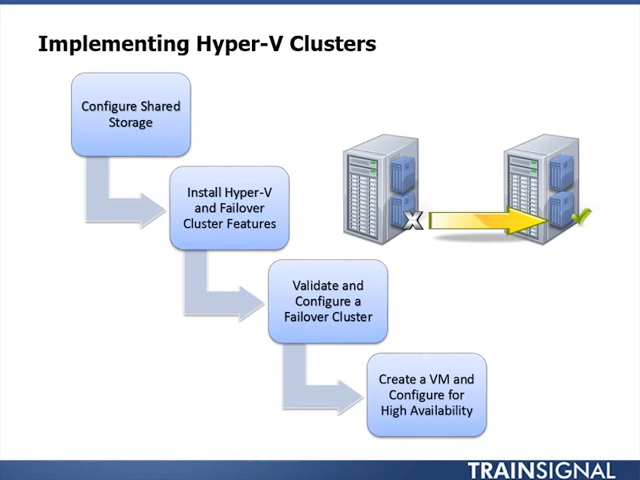 Implementing Hyper-V Clusters
Configure Shared
Storage
Install Hyper-V
and Failover
Cluster Features
X
Validate and
Configure a
Failover Cluster
Create a VM and
Configure for
High Availability
TRAINSIGNAL